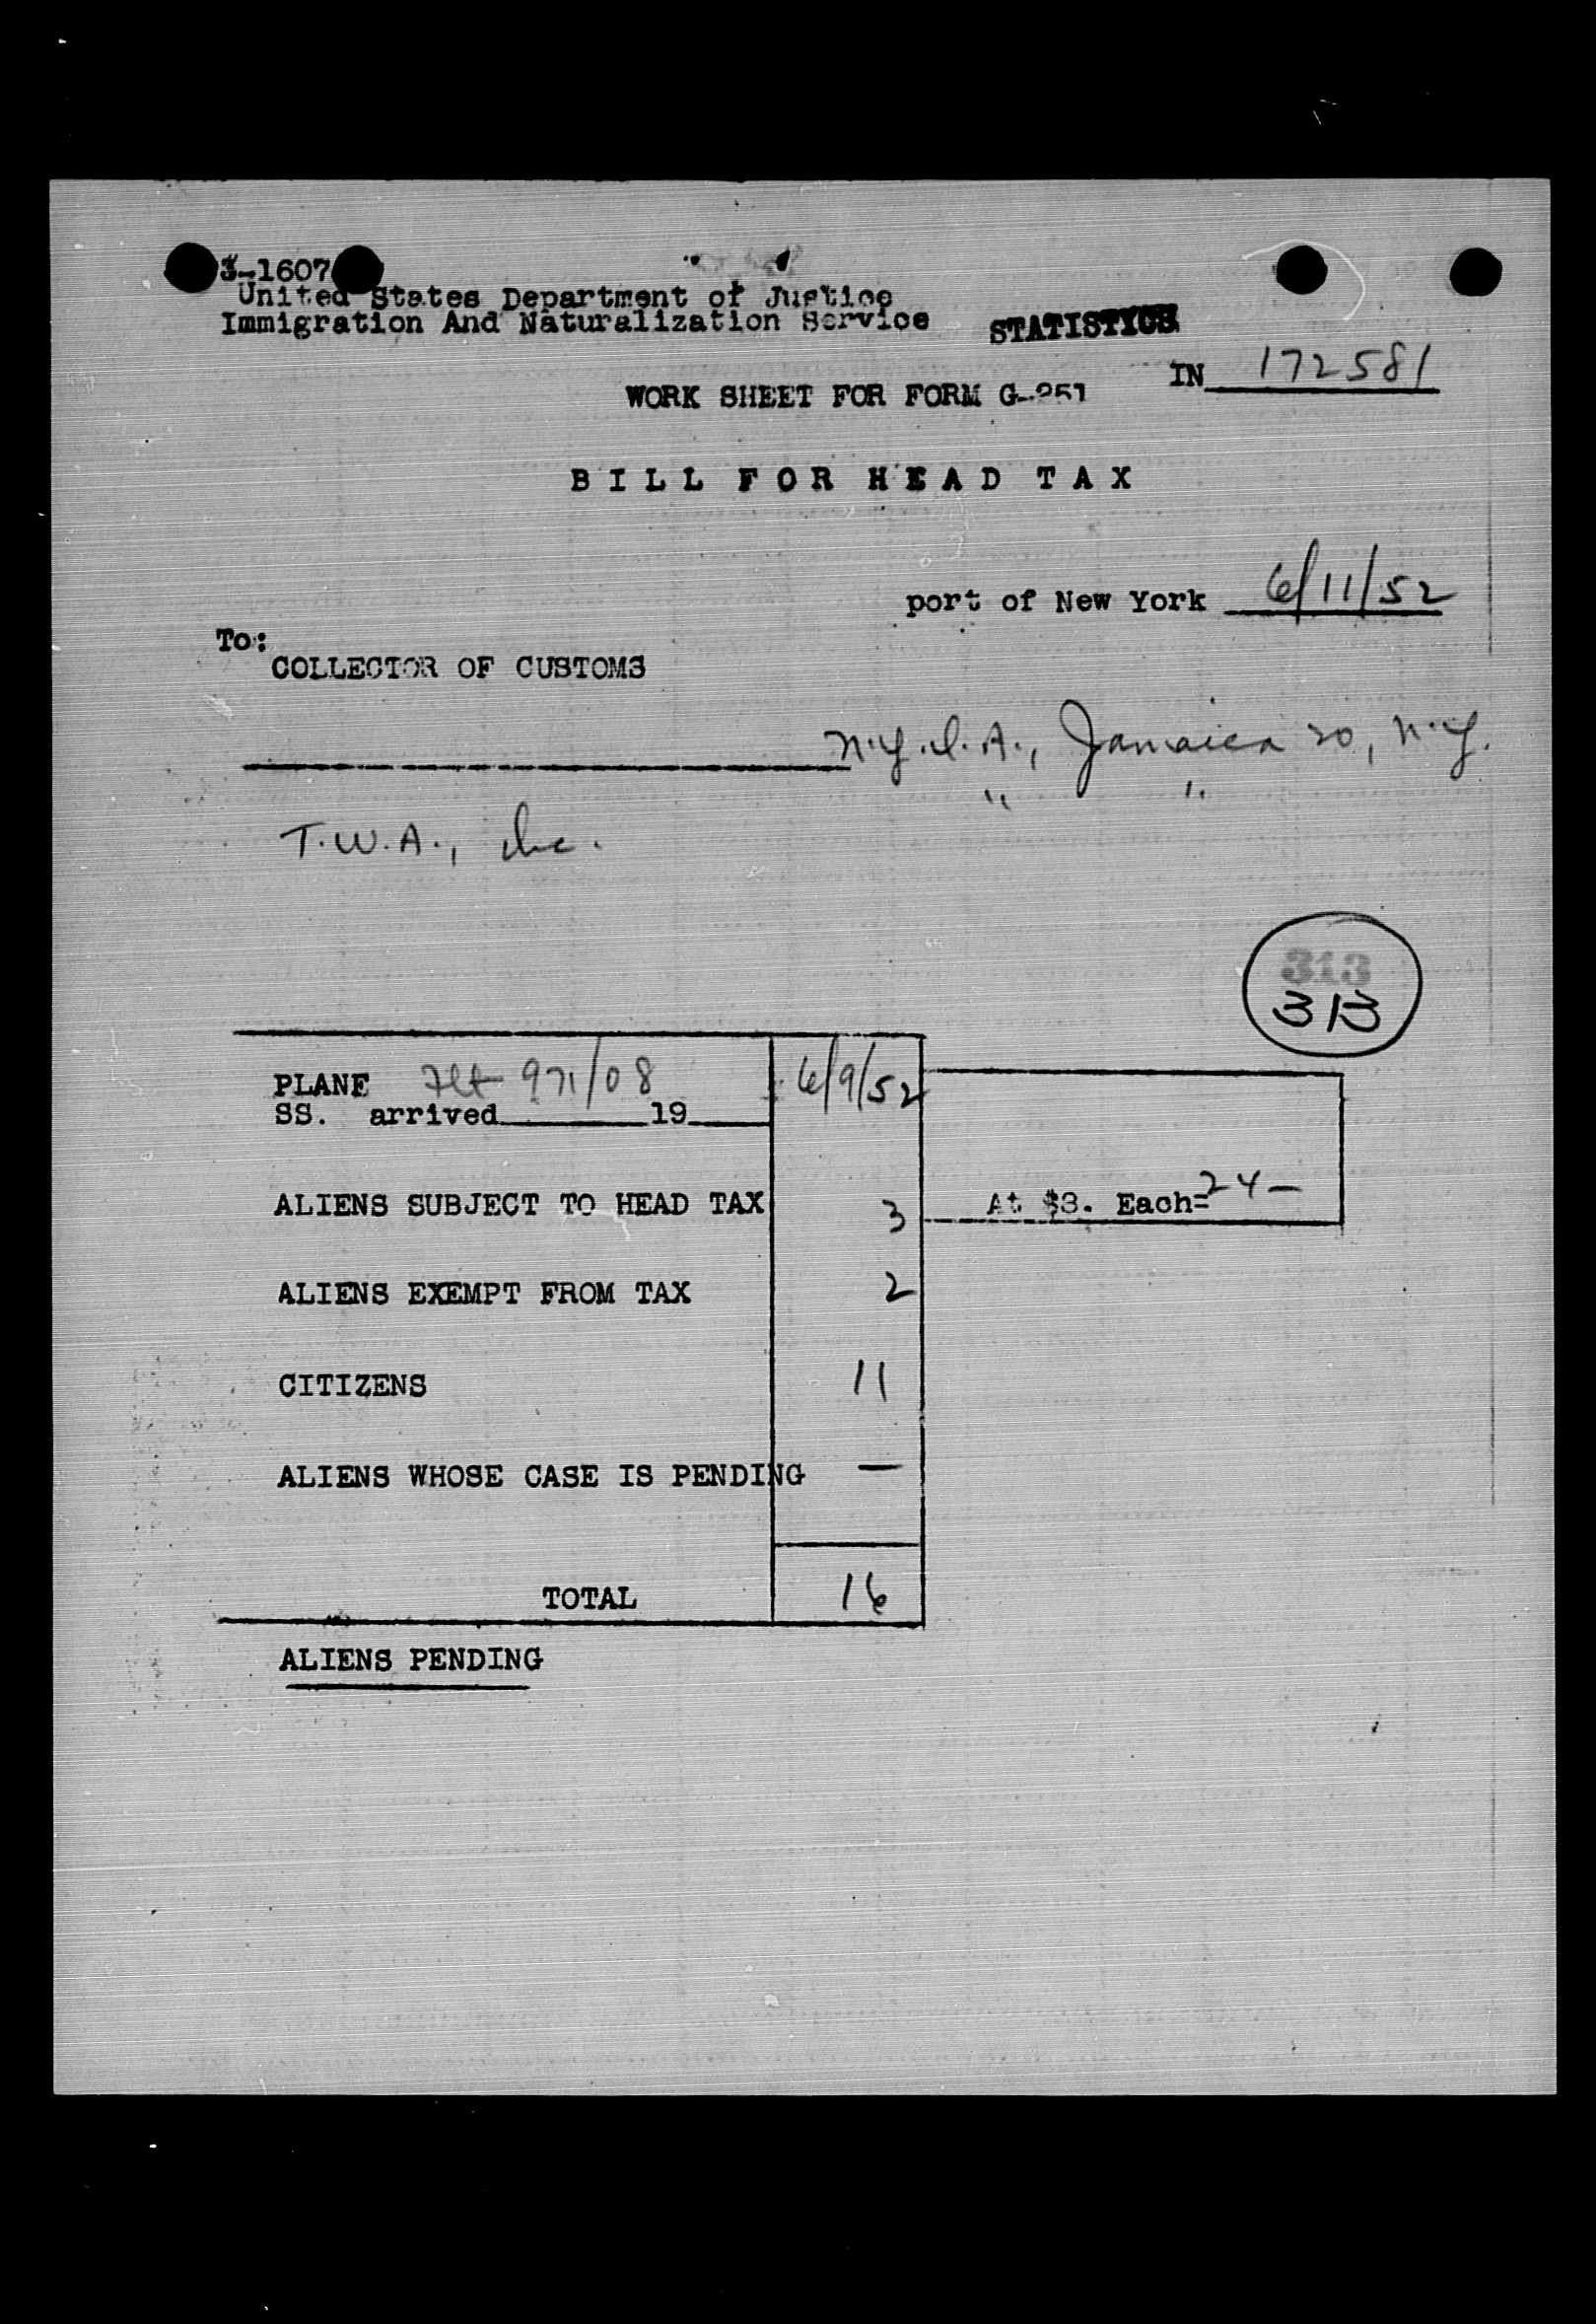 3-1607
United States Department of Justice
Immigration And Naturalization Service
STATISTICS
IN 172581
WORK SHEET FOR FORM G-251
BILL FOR HEAD TAX
port of New York 6/11/52
To:
COLLECTOR OF CUSTOMS
N.Y.I.A., Jamaica 20, N.Y.
" "
T.W.A., Inc.
313
313
PLANE Flt 971/08 6/9/52
SS. arrived 19
ALIENS SUBJECT TO HEAD TAX 3 At $8. Each= 24-
ALIENS EXEMPT FROM TAX 2
CITIZENS 11
ALIENS WHOSE CASE IS PENDING —
TOTAL 16
ALIENS PENDING